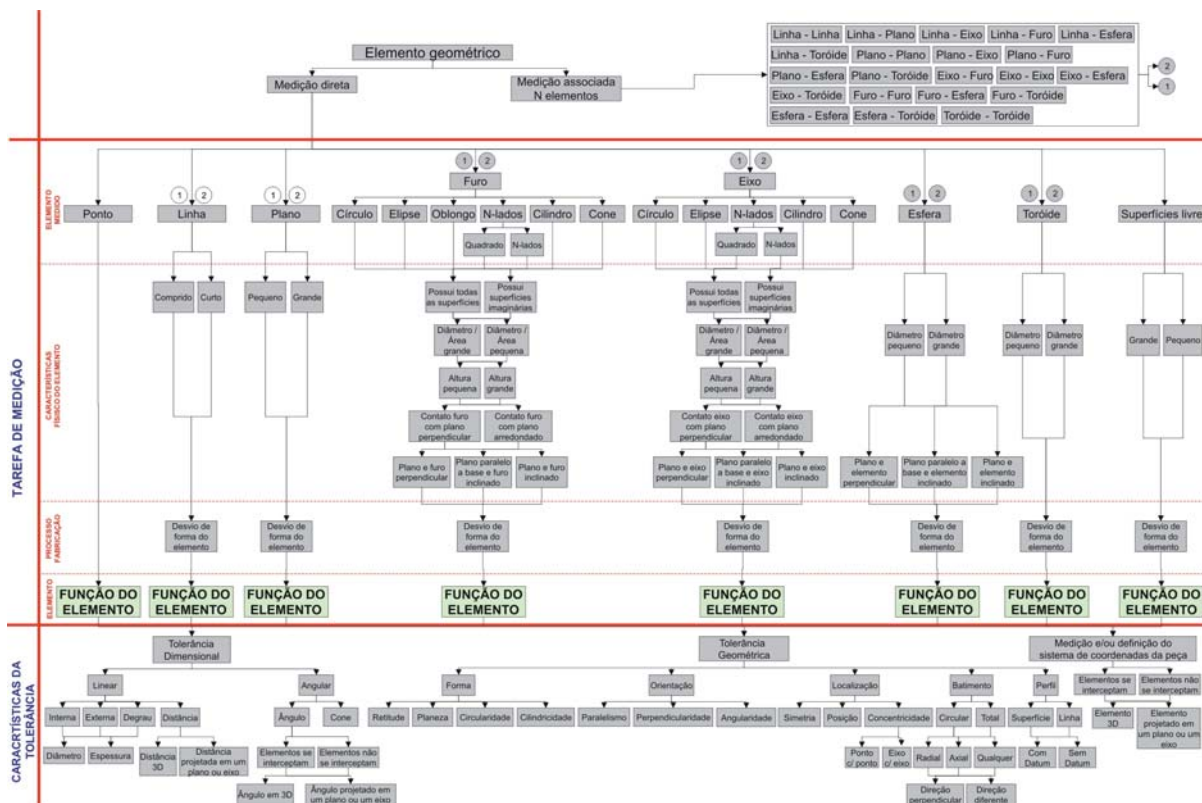 Elemento geométrico
Medição direta
Medição associada
N elementos
Linha - Linha Linha - Plano Linha - Eixo Linha - Furo Linha - Esfera
Linha - Toróide Plano - Plano Plano - Eixo Plano - Furo
Plano - Esfera Plano - Toróide Eixo - Furo Eixo - Eixo Eixo - Esfera
Eixo - Toróide Furo - Furo Furo - Esfera Furo - Toróide
Esfera - Esfera Esfera - Toróide Toróide - Toróide
2
1
TAREFA DE MEDIÇÃO
ELEMENTO
MEDIDO
1 2 1 2 1 2 1 2 1 2 1 2
Furo Eixo
Ponto Linha Plano Círculo Elipse Oblongo N-lados Cilindro Cone Círculo Elipse N-lados Cilindro Cone Esfera Toróide Superfícies livre
Quadrado N-lados Quadrado N-lados
CARACTERÍSTICAS
FÍSISCO DO ELEMENTO
Comprido Curto Pequeno Grande
Possui todas
as superfícies
Possui
superfícies
imaginárias
Possui todas
as superfícies
Possui
superfícies
imaginárias
Diâmetro /
Área
grande
Diâmetro /
Área
pequena
Diâmetro /
Área
grande
Diâmetro /
Área
pequena
Diâmetro
pequeno
Diâmetro
grande
Diâmetro
pequeno
Diâmetro
grande
Grande Pequeno
Altura
pequena
Altura
grande
Altura
pequena
Altura
grande
Contato furo
com plano
perpendicular
Contato furo
com plano
arredondado
Contato eixo
com plano
perpendicular
Contato eixo
com plano
arredondado
Plano e furo
perpendicular
Plano paralelo
a base e furo
inclinado
Plano e furo
inclinado
Plano e eixo
perpendicular
Plano paralelo
a base e eixo
inclinado
Plano e eixo
inclinado
Plano e
elemento
perpendicular
Plano paralelo a
base e elemento
inclinado
Plano e
elemento
inclinado
PROCESSO
FABRICAÇÃO
Desvio de
forma do
elemento
Desvio de
forma do
elemento
Desvio de
forma do
elemento
Desvio de
forma do
elemento
Desvio de
forma do
elemento
Desvio de
forma do
elemento
Desvio de
forma do
elemento
ELEMENTO
FUNÇÃO DO
ELEMENTO
FUNÇÃO DO
ELEMENTO
FUNÇÃO DO
ELEMENTO
FUNÇÃO DO
ELEMENTO
FUNÇÃO DO
ELEMENTO
FUNÇÃO DO
ELEMENTO
FUNÇÃO DO
ELEMENTO
FUNÇÃO DO
ELEMENTO
CARACRTÍSTICAS DA
TOLERÂNCIA
Tolerância
Dimensional
Tolerância
Geométrica
Medição e/ou definição do
sistema de coordenadas da peça
Linear Angular Forma Orientação Localização Batimento Perfil
Elementos se
interceptam
Elementos não
se interceptam
Interna Externa Degrau Distância Ângulo Cone Retitude Planeza Circularidade Cilindricidade Paralelismo Perpendicularidade Angularidade Simetria Posição Concentricidade Circular Total Superfície Linha
Elemento
3D
Elemento
projetado em
um plano ou um
eixo
Diâmetro Espessura
Distância
3D
Distância
projetada em um
plano ou eixo
Elementos se
interceptam
Elementos não
se interceptam
Ponto
c/ ponto
Eixo
c/ eixo
Radial Axial Qualquer
Com
Datum
Sem
Datum
Ângulo em 3D
Ângulo projetado em
um plano ou um eixo
Direção
perpendicular
Direção
diferente